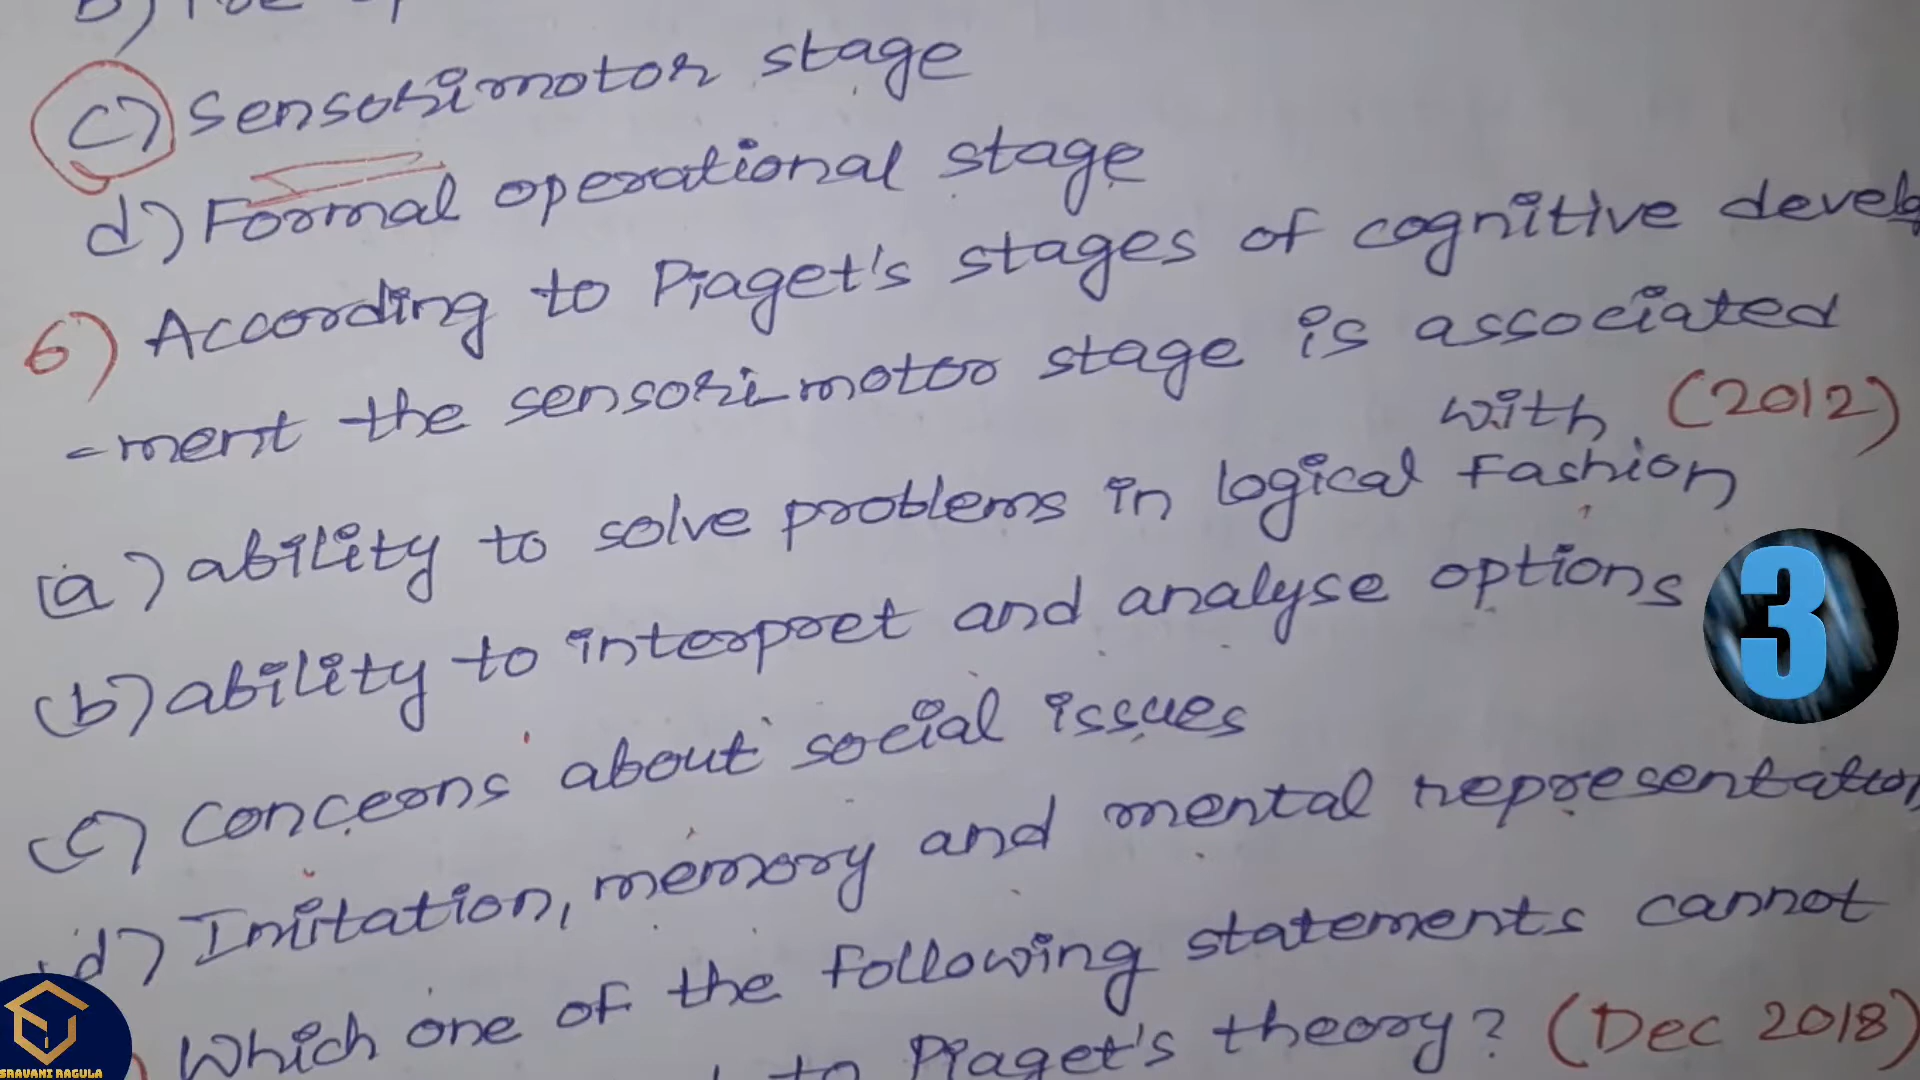 c) Sensorimotor stage
d) Formal operational stage
6) According to Piaget's stages of cognitive develo
-ment the sensori-motor stage is associated
with (2012)
(a) ability to solve problems in logical Fashion
(b) ability to interpret and analyse options
3
(c) concerns about social issues
(d) Imitation, memory and mental representation
Which one of the following statements cannot
to Piaget's theory? (Dec 2018)
SRAVANI RAGULA